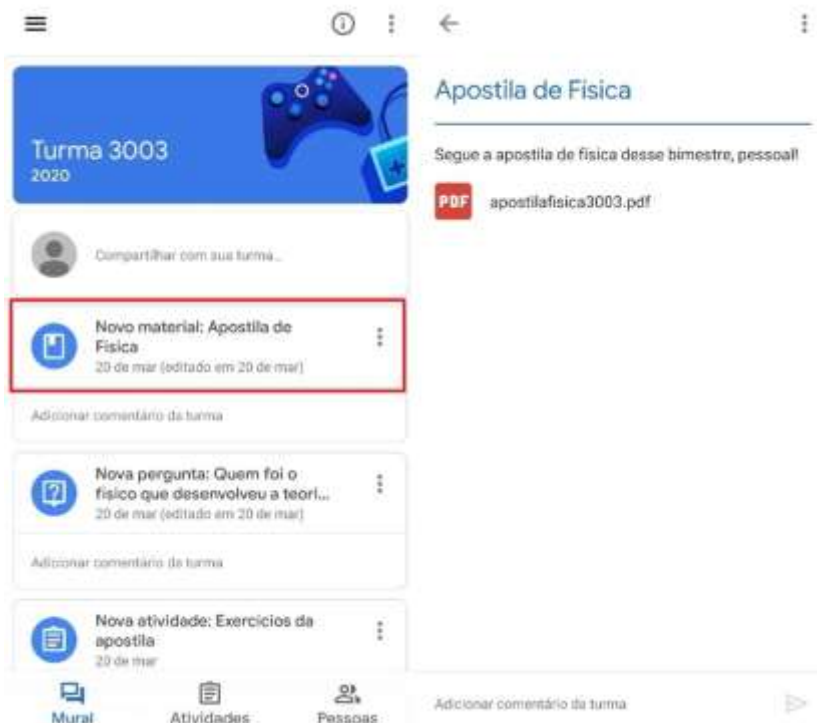 Turma 3003
2020
Compartilhar com sua turma...
Novo material: Apostila de
Física
20 de mar (editado em 20 de mar)
Adicionar comentário da turma
Nova pergunta: Quem foi o
físico que desenvolveu a teori...
20 de mar (editado em 20 de mar)
Adicionar comentário da turma
Nova atividade: Exercícios da
apostila
20 de mar
Mural
Atividades
Pessoas
Apostila de Física
Segue a apostila de física desse bimestre, pessoal!
PDF
apostilafisica3003.pdf
Adicionar comentário da turma